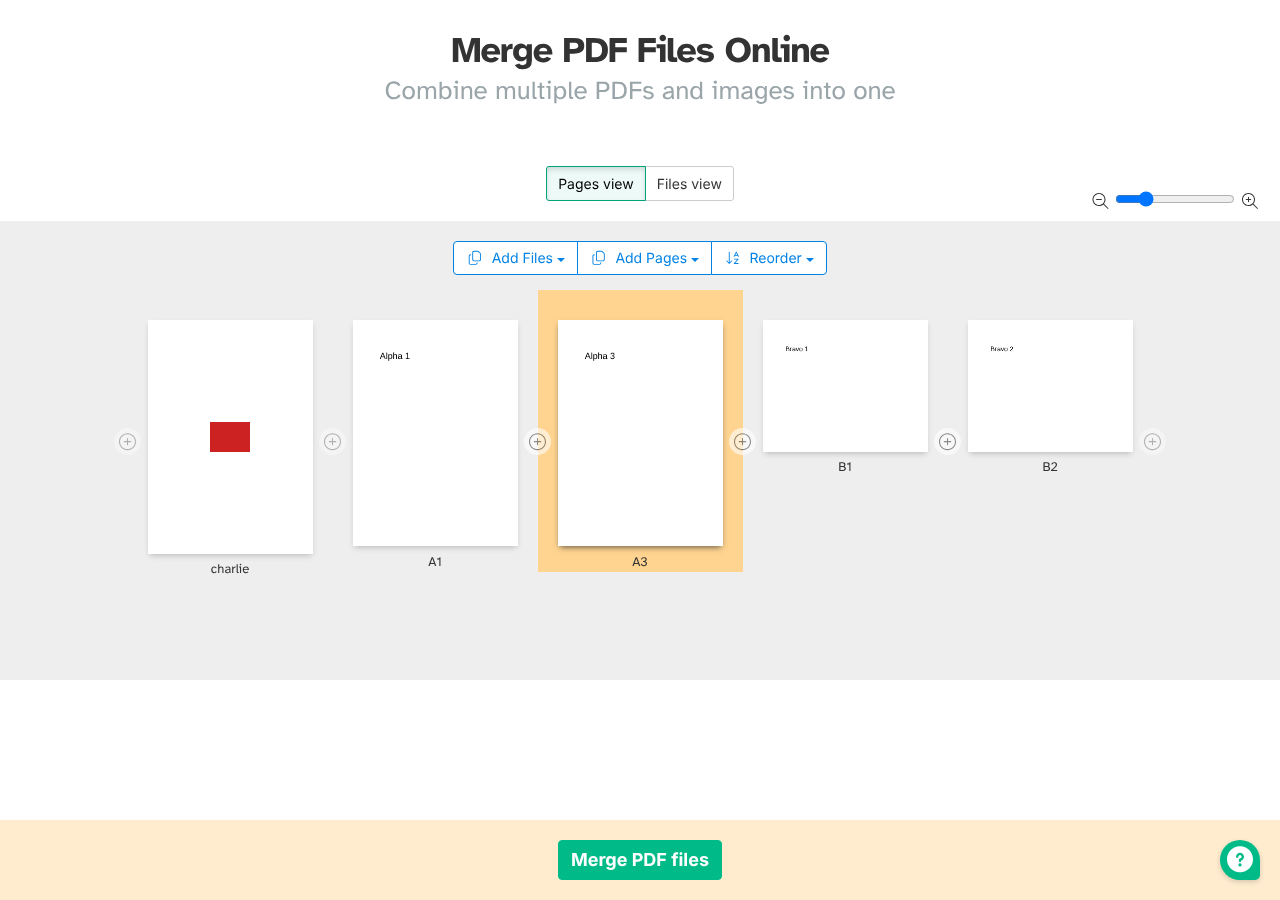 Merge PDF Files Online
Combine multiple PDFs and images into one
Pages view Files view
Add Files Add Pages Reorder
Alpha 1
Alpha 3
Bravo 1
Bravo 2
charlie
A1
A3
B1
B2
Merge PDF files